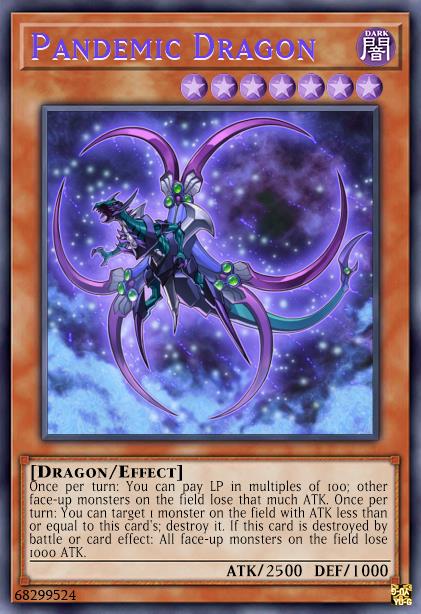 Pandemic Dragon
DARK
闇
[Dragon/Effect]
Once per turn: You can pay LP in multiples of 100; other
face-up monsters on the field lose that much ATK. Once per
turn: You can target 1 monster on the field with ATK less than
or equal to this card's; destroy it. If this card is destroyed by
battle or card effect: All face-up monsters on the field lose
1000 ATK.
ATK/2500 DEF/1000
68299524